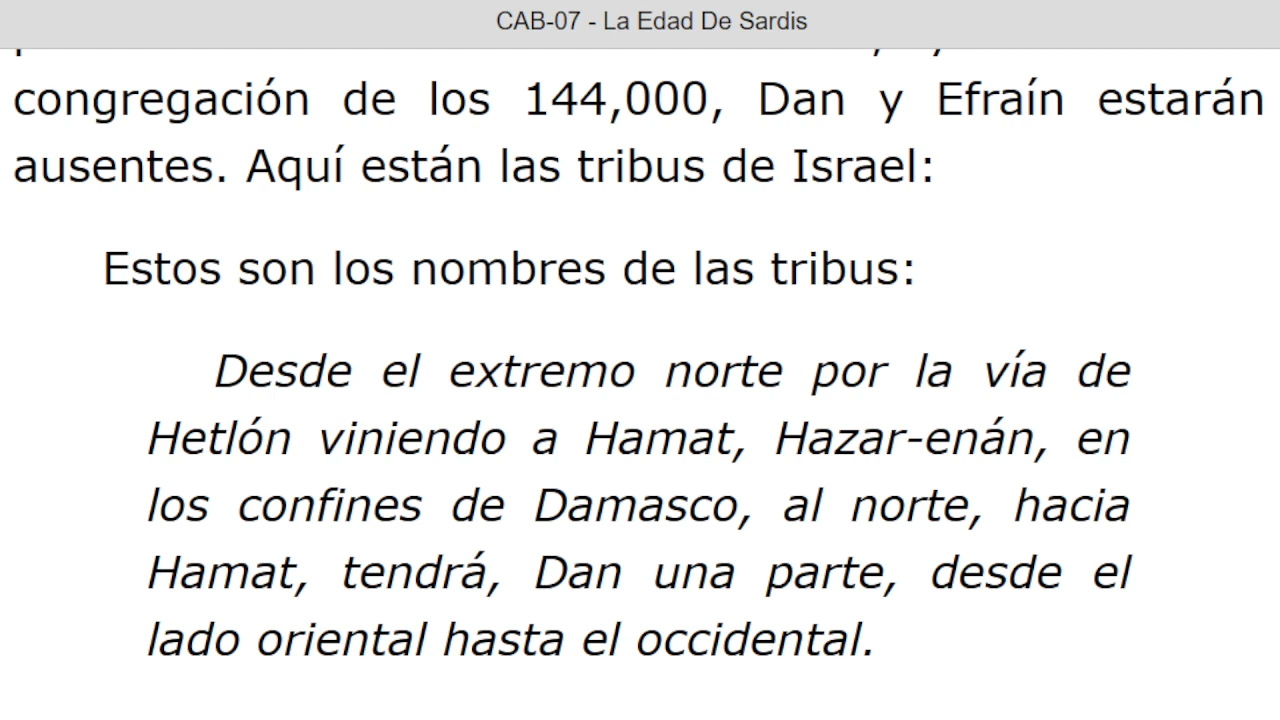 CAB-07 - La Edad De Sardis
congregación de los 144,000, Dan y Efraín estarán
ausentes. Aquí están las tribus de Israel:
Estos son los nombres de las tribus:
Desde el extremo norte por la vía de
Hetlón viniendo a Hamat, Hazar-enán, en
los confines de Damasco, al norte, hacia
Hamat, tendrá, Dan una parte, desde el
lado oriental hasta el occidental.